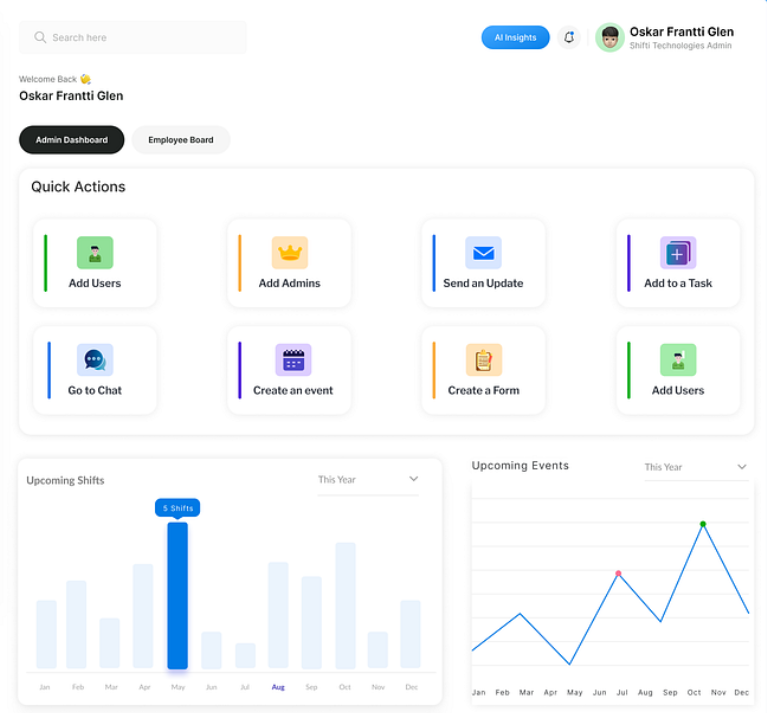 Search here
AI Insights
Oskar Frantti Glen
Shifti Technologies Admin
Welcome Back
Oskar Frantti Glen
Admin Dashboard
Employee Board
Quick Actions
Add Users
Add Admins
Send an Update
Add to a Task
Go to Chat
Create an event
Create a Form
Add Users
Upcoming Shifts
This Year
5 Shifts
Jan Feb Mar Apr May Jun Jul Aug Sep Oct Nov Dec
Upcoming Events
This Year
Jan Feb Mar Apr May Jun Jul Aug Sep Oct Nov Dec